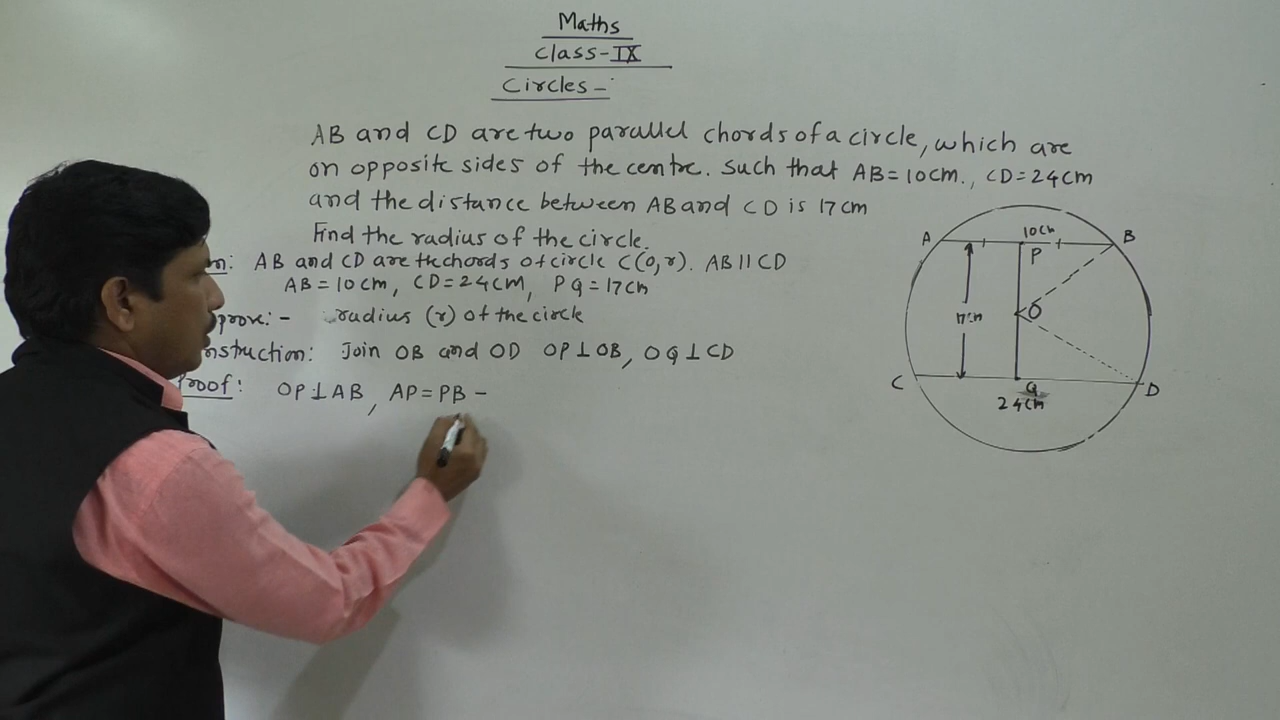 Maths
Class-IX
Circles -
AB and CD are two parallel chords of a circle, which are
on opposite sides of the centre. Such that AB=10cm., CD=24cm
and the distance between AB and CD is 17cm
Find the radius of the circle.
AB and CD are the chords of circle C(O,r). AB||CD
AB=10cm, CD=24cm, PQ=17cm
prove:- radius (r) of the circle
nstruction: Join OB and OD OP⊥OB, OQ⊥CD
Proof: OP⊥AB, AP=PB -
A
10cm
B
P
17cm
O
C
Q
D
24cm